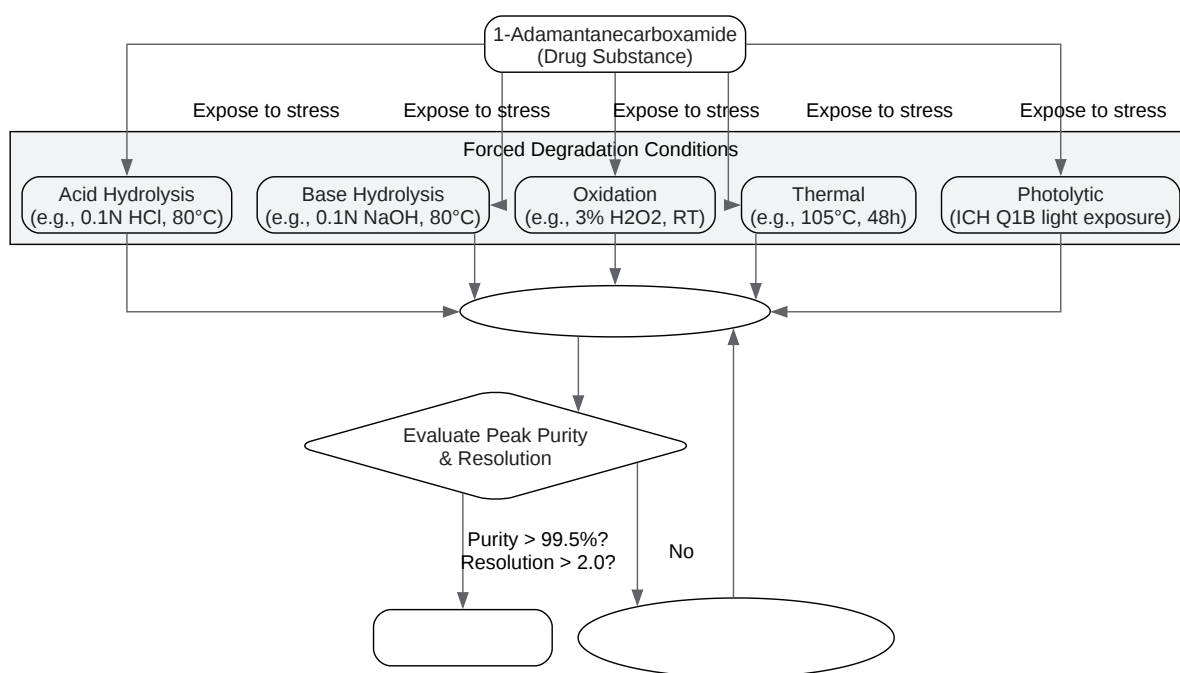 1-Adamantanecarboxamide
(Drug Substance)
Expose to stress
Expose to stress
Expose to stress
Expose to stress
Expose to stress
Forced Degradation Conditions
Acid Hydrolysis
(e.g., 0.1N HCl, 80°C)
Base Hydrolysis
(e.g., 0.1N NaOH, 80°C)
Oxidation
(e.g., 3% H2O2, RT)
Thermal
(e.g., 105°C, 48h)
Photolytic
(ICH Q1B light exposure)
Evaluate Peak Purity
& Resolution
Purity > 99.5%?
Resolution > 2.0?
No